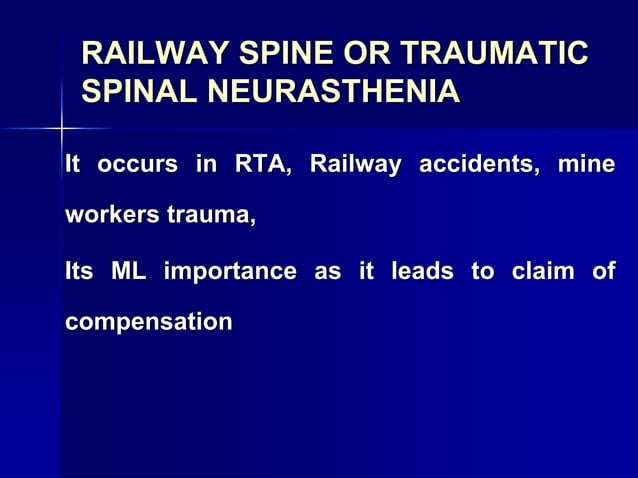 RAILWAY SPINE OR TRAUMATIC
SPINAL NEURASTHENIA
It occurs in RTA, Railway accidents, mine
workers trauma,
Its ML importance as it leads to claim of
compensation